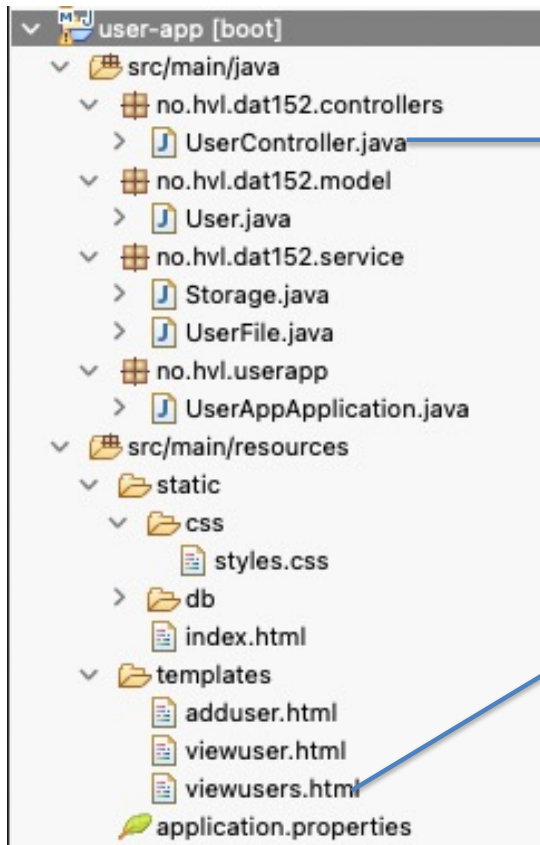 user-app [boot]
src/main/java
no.hvl.dat152.controllers
UserController.java
no.hvl.dat152.model
User.java
no.hvl.dat152.service
Storage.java
UserFile.java
no.hvl.userapp
UserAppApplication.java
src/main/resources
static
css
styles.css
db
index.html
templates
adduser.html
viewuser.html
viewusers.html
application.properties